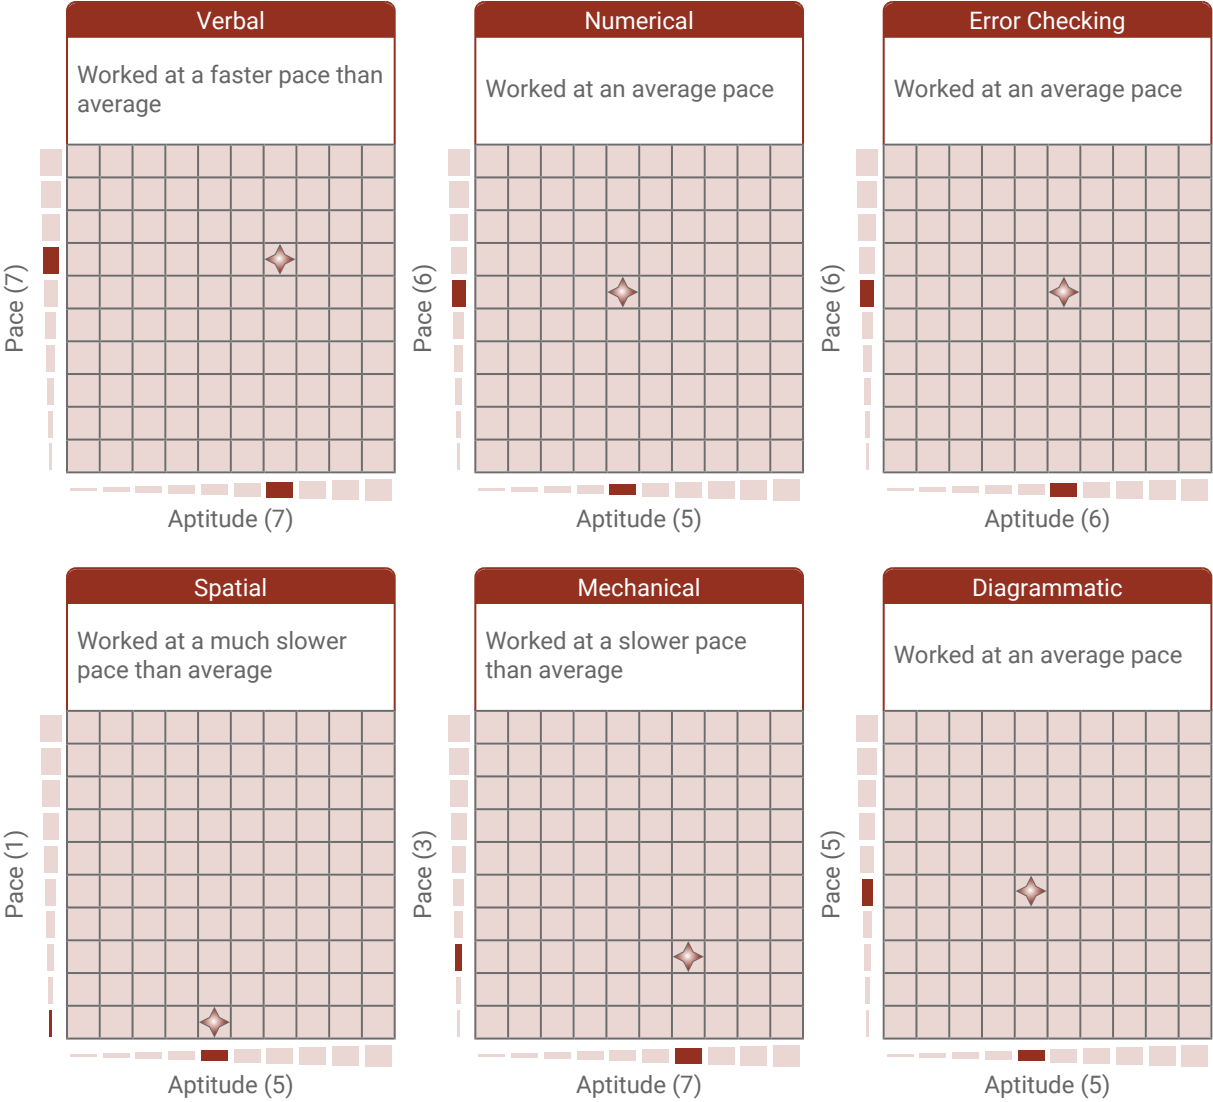 Verbal
Worked at a faster pace than
average
Pace (7)
Aptitude (7)
Numerical
Worked at an average pace
Pace (6)
Aptitude (5)
Error Checking
Worked at an average pace
Pace (6)
Aptitude (6)
Spatial
Worked at a much slower
pace than average
Pace (1)
Aptitude (5)
Mechanical
Worked at a slower pace
than average
Pace (3)
Aptitude (7)
Diagrammatic
Worked at an average pace
Pace (5)
Aptitude (5)